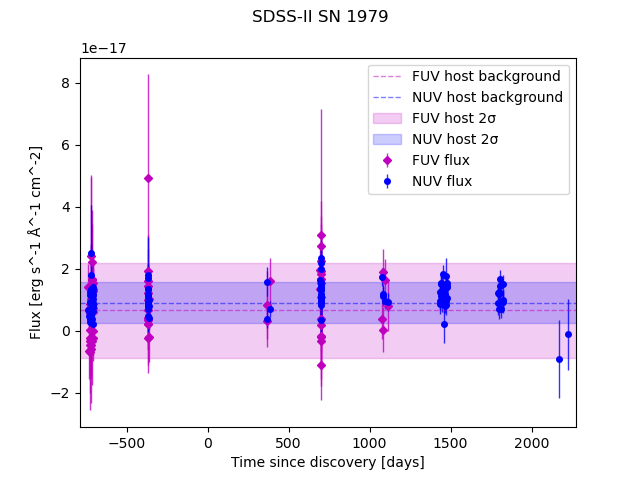 SDSS-II SN 1979
1e−17
FUV host background
NUV host background
FUV host 2σ
NUV host 2σ
FUV flux
NUV flux
8
6
4
2
0
−2
Flux [erg s^-1 Å^-1 cm^-2]
−500
0
500
1000
1500
2000
Time since discovery [days]